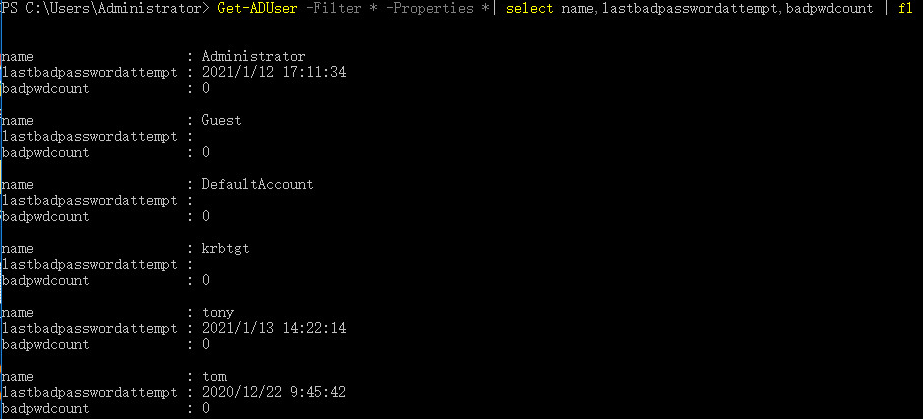 PS C:\Users\Administrator> Get-ADUser -Filter * -Properties *| select name,lastbadpasswordattempt,badpwdcount | fl
name                   : Administrator
lastbadpasswordattempt : 2021/1/12 17:11:34
badpwdcount            : 0
name                   : Guest
lastbadpasswordattempt :
badpwdcount            : 0
name                   : DefaultAccount
lastbadpasswordattempt :
badpwdcount            : 0
name                   : krbtgt
lastbadpasswordattempt :
badpwdcount            : 0
name                   : tony
lastbadpasswordattempt : 2021/1/13 14:22:14
badpwdcount            : 0
name                   : tom
lastbadpasswordattempt : 2020/12/22 9:45:42
badpwdcount            : 0